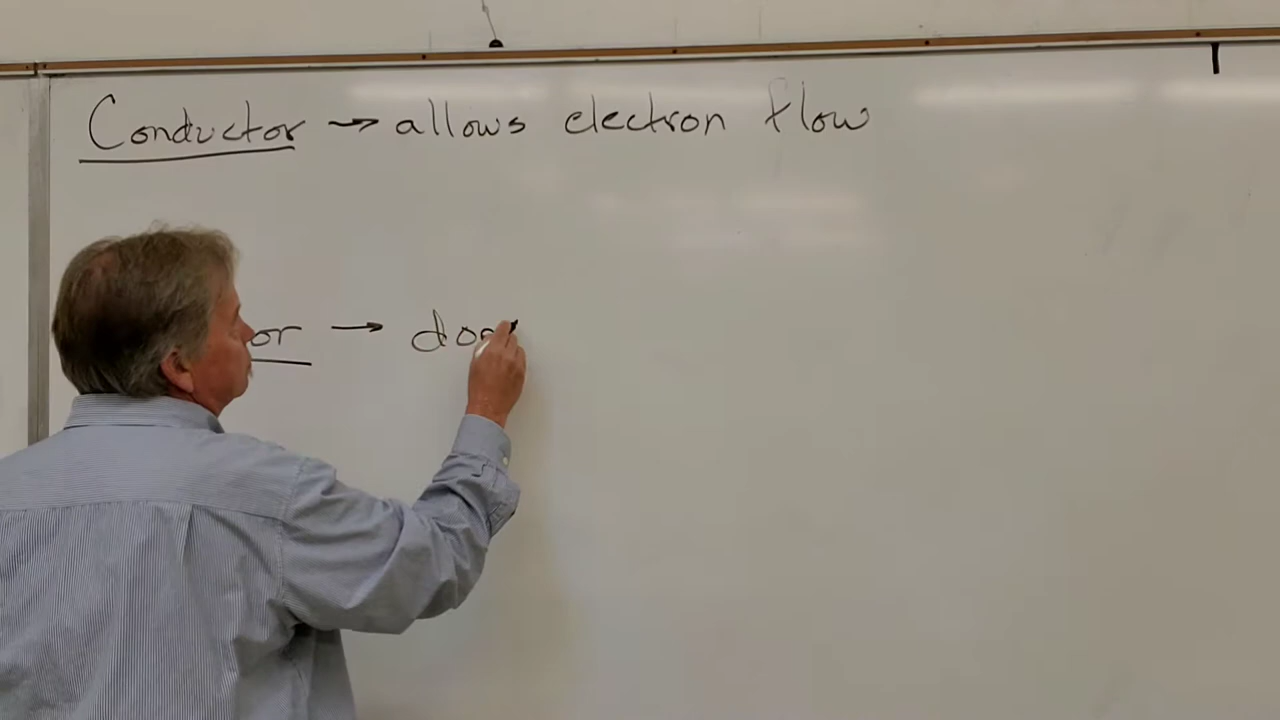 Conductor → allows electron flow
or → do